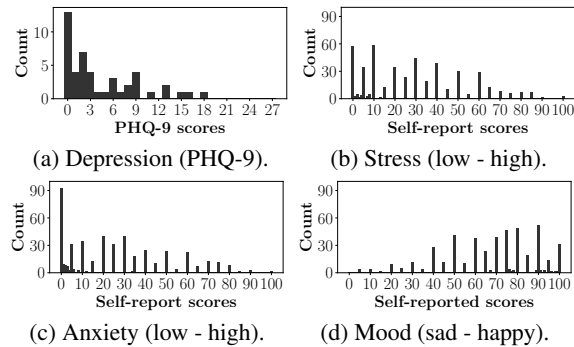 Count
10
5
0
0 3 6 9 12 15 18 21 24 27
PHQ-9 scores
(a) Depression (PHQ-9).
Count
90
60
30
0
0 10 20 30 40 50 60 70 80 90 100
Self-report scores
(b) Stress (low - high).
Count
90
60
30
0
0 10 20 30 40 50 60 70 80 90 100
Self-report scores
(c) Anxiety (low - high).
Count
90
60
30
0
0 10 20 30 40 50 60 70 80 90 100
Self-reported scores
(d) Mood (sad - happy).